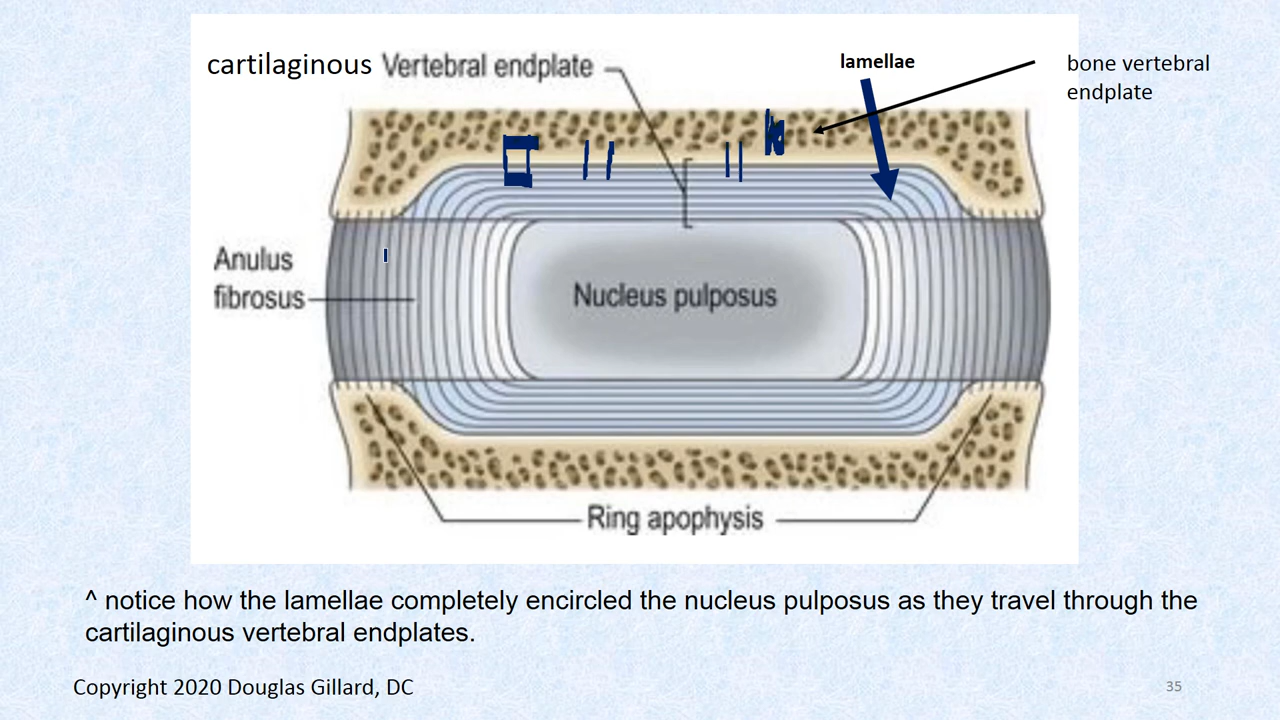 cartilaginous Vertebral endplate
lamellae
bone vertebral
endplate
Anulus
fibrosus
Nucleus pulposus
Ring apophysis
^ notice how the lamellae completely encircled the nucleus pulposus as they travel through the
cartilaginous vertebral endplates.
Copyright 2020 Douglas Gillard, DC
35